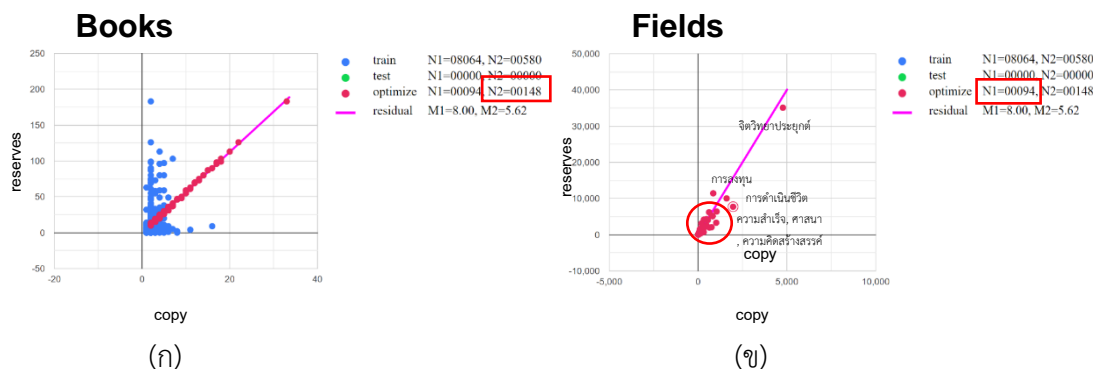 Books
250
200
150
100
50
0
-50
0
20
40
reserves
copy
train N1=08064, N2=00580
test N1=00000, N2=00000
optimize N1=00094, N2=00148
residual M1=8.00, M2=5.62
(ก)
Fields
50,000
40,000
30,000
20,000
10,000
0
-10,000
-5,000
0
5,000
10,000
reserves
จิตวิทยาประยุกต์
การลงทุน
การดำเนินชีวิต
ความสำเร็จ, ศาสนา
, ความคิดสร้างสรรค์
copy
copy
train N1=08064, N2=00580
test N1=00000, N2=00000
optimize N1=00094, N2=00148
residual M1=8.00, M2=5.62
(ข)